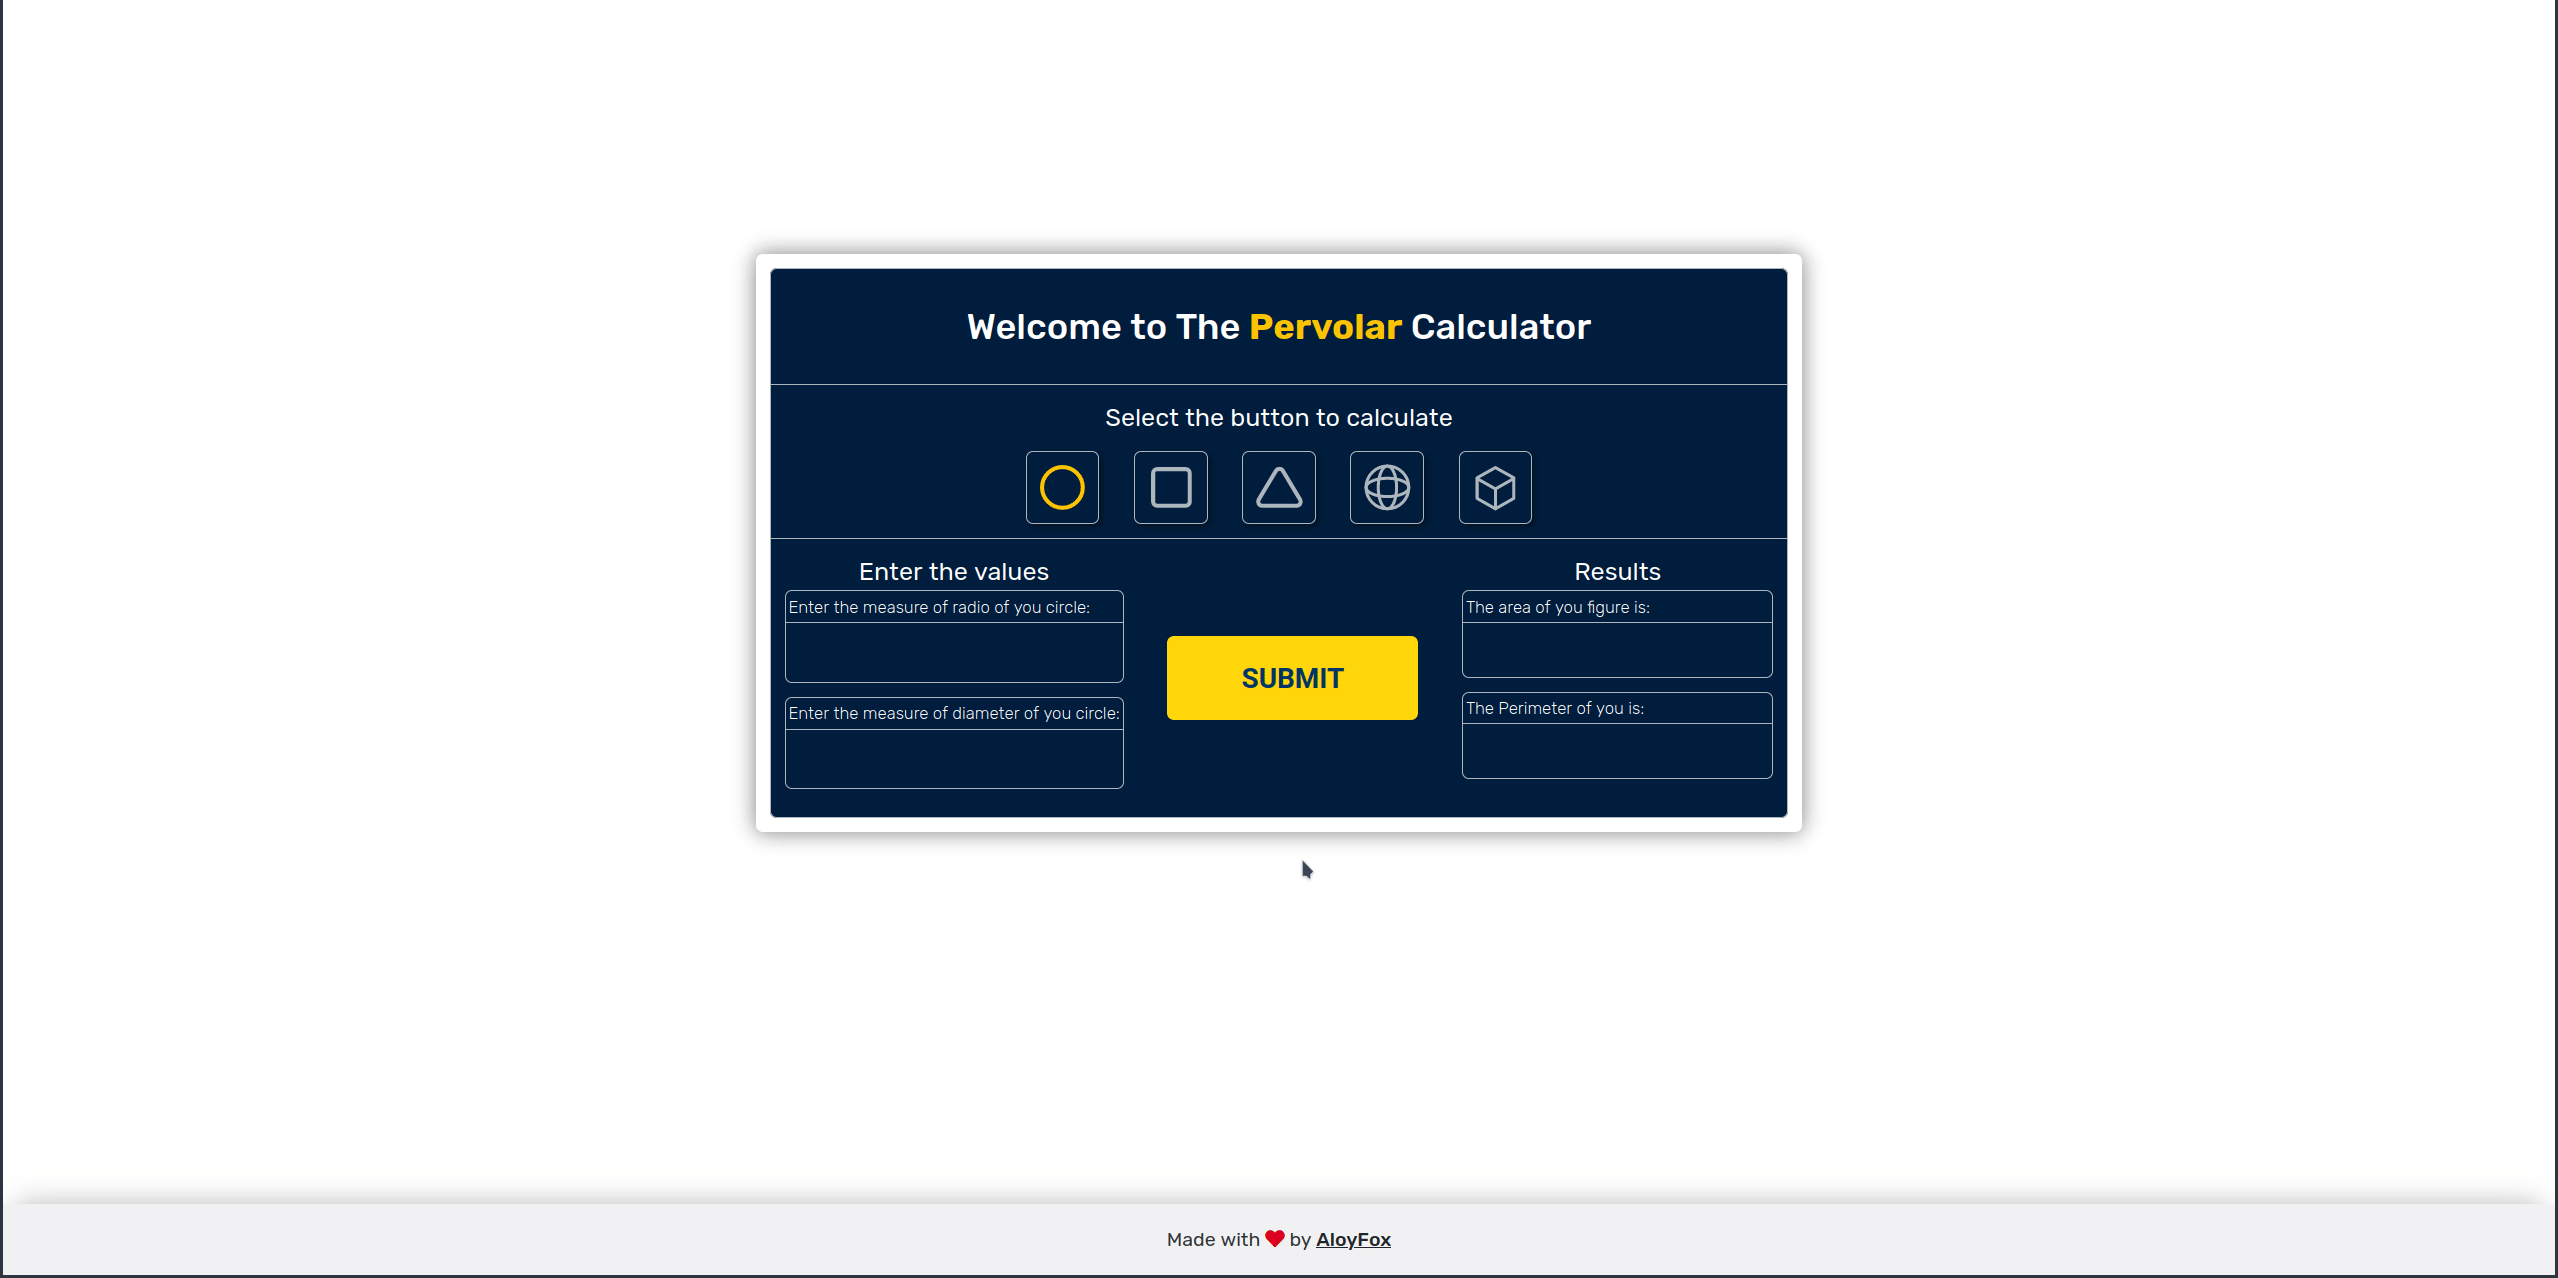 Welcome to The Pervolar Calculator
Select the button to calculate
Enter the values
Enter the measure of radio of you circle:
Enter the measure of diameter of you circle:
SUBMIT
Results
The area of you figure is:
The Perimeter of you is:
Made with ❤ by AloyFox